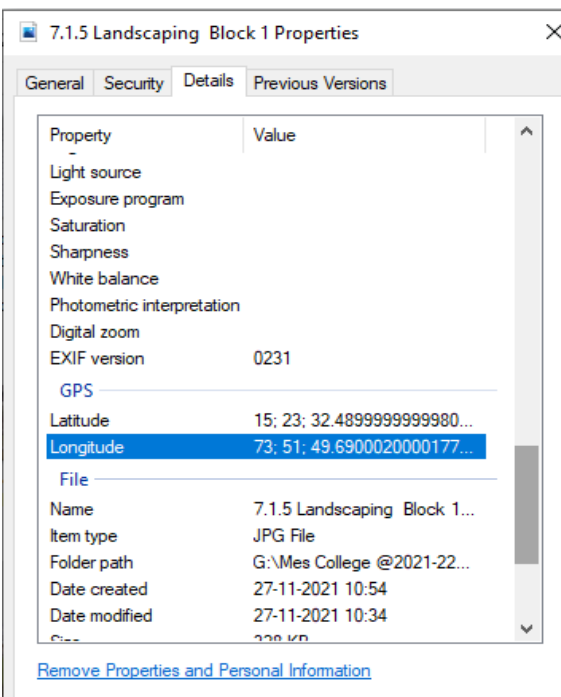 7.1.5 Landscaping Block 1 Properties
General Security Details Previous Versions
Property Value
Light source
Exposure program
Saturation
Sharpness
White balance
Photometric interpretation
Digital zoom
EXIF version 0231
GPS
Latitude 15; 23; 32.4899999999980...
Longitude 73; 51; 49.6900020000177...
File
Name 7.1.5 Landscaping Block 1...
Item type JPG File
Folder path G:\Mes College @2021-22...
Date created 27-11-2021 10:54
Date modified 27-11-2021 10:34
Size 228 KB
Remove Properties and Personal Information